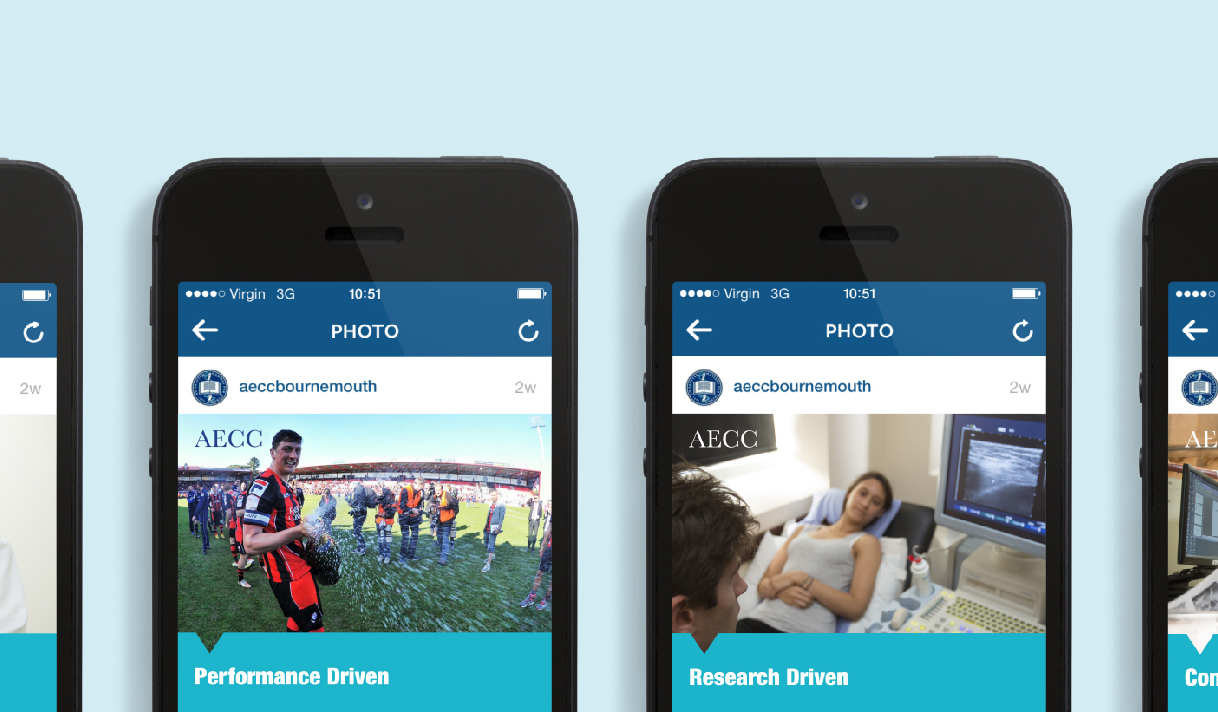 2w
●●●●○ Virgin 3G 10:51
PHOTO
aeccbournemouth 2w
AECC
Performance Driven
●●●●○ Virgin 3G 10:51
PHOTO
aeccbournemouth 2w
AECC
Research Driven
●●●●○
AE
Con